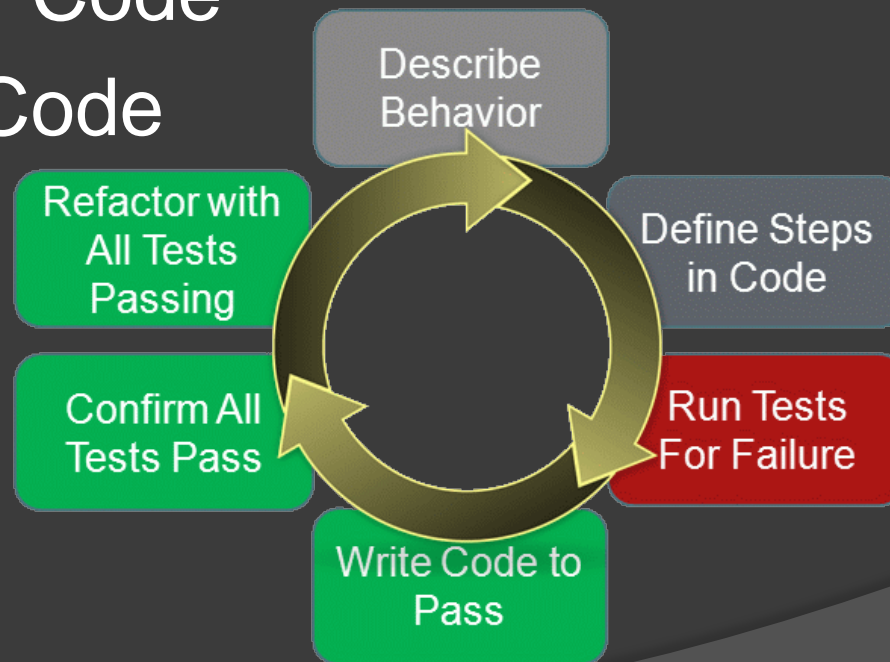 Code
Code
Describe
Behavior
Define Steps
in Code
Run Tests
For Failure
Write Code to
Pass
Confirm All
Tests Pass
Refactor with
All Tests
Passing